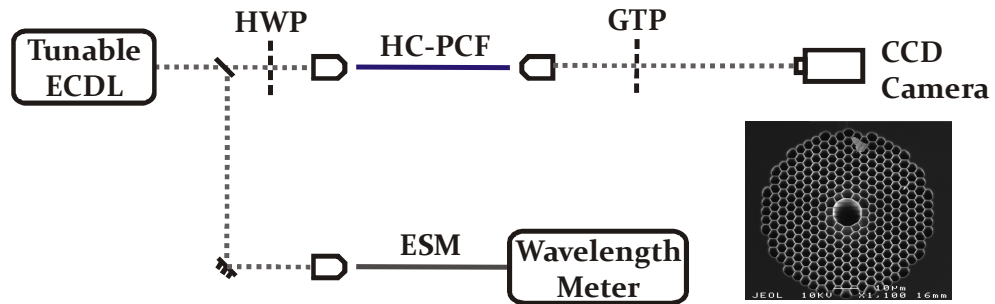 HWP
GTP
Tunable
ECDL
HC-PCF
CCD
Camera
ESM
Wavelength
Meter
10µm
JEOL 10KV X1,100 16mm